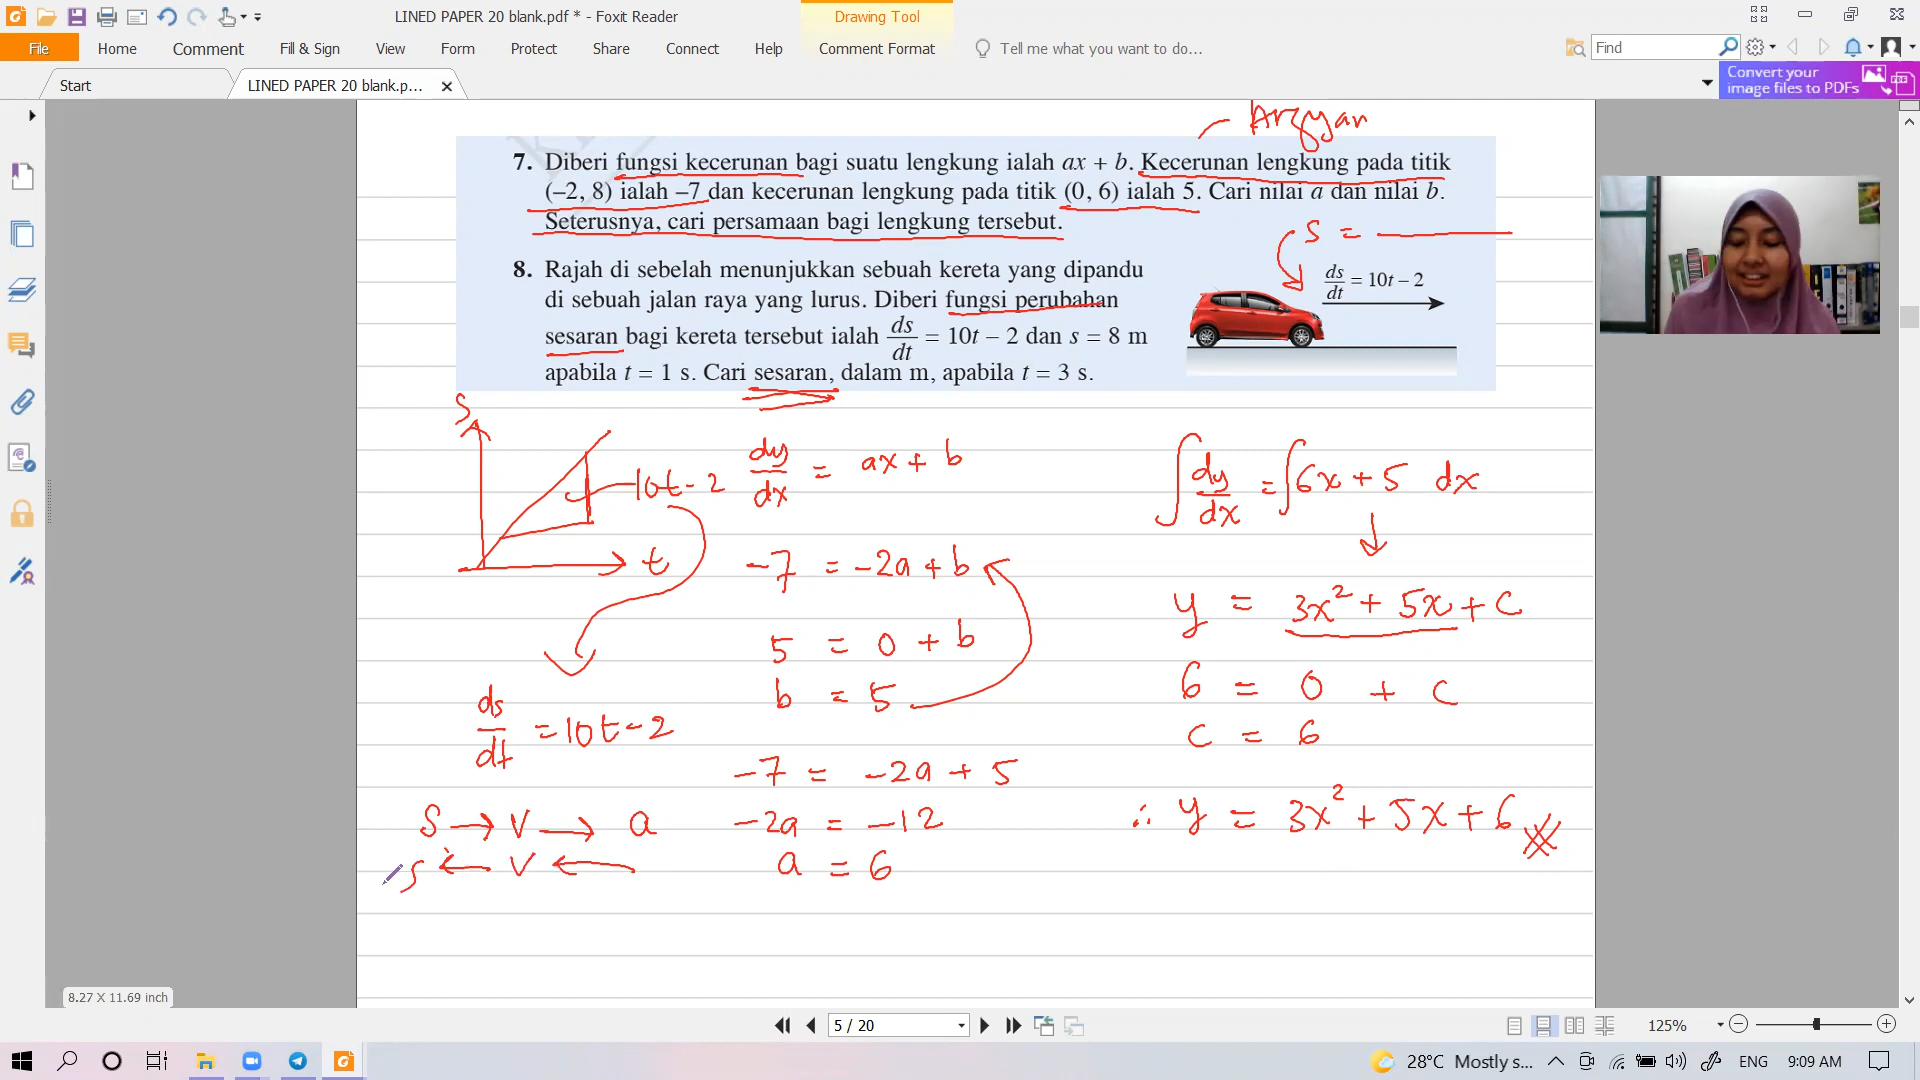 LINED PAPER 20 blank.pdf * - Foxit Reader
Drawing Tool
File Home Comment Fill & Sign View Form Protect Share Connect Help Comment Format Tell me what you want to do... Find
Start LINED PAPER 20 blank.p...
Convert your
image files to PDFs
7. Diberi fungsi kecerunan bagi suatu lengkung ialah ax + b. Kecerunan lengkung pada titik
(–2, 8) ialah –7 dan kecerunan lengkung pada titik (0, 6) ialah 5. Cari nilai a dan nilai b.
Seterusnya, cari persamaan bagi lengkung tersebut.
s =
8. Rajah di sebelah menunjukkan sebuah kereta yang dipandu
di sebuah jalan raya yang lurus. Diberi fungsi perubahan
sesaran bagi kereta tersebut ialah ds/dt = 10t – 2 dan s = 8 m
apabila t = 1 s. Cari sesaran, dalam m, apabila t = 3 s.
ds/dt = 10t – 2
S
10t - 2
t
ds/dt = 10t - 2
S → V → a
S ← V ←
dy/dx = ax + b
-7 = -2a + b
5 = 0 + b
b = 5
-7 = -2a + 5
-2a = -12
a = 6
∫ dy/dx = ∫ 6x + 5 dx
y = 3x² + 5x + c
6 = 0 + c
c = 6
∴ y = 3x² + 5x + 6
8.27 X 11.69 inch
5 / 20
125%
28°C Mostly s...
ENG
9:09 AM